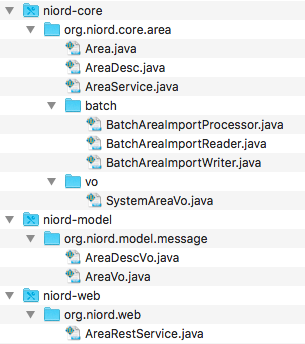 niord-core
org.niord.core.area
Area.java
AreaDesc.java
AreaService.java
batch
BatchAreaImportProcessor.java
BatchAreaImportReader.java
BatchAreaImportWriter.java
vo
SystemAreaVo.java
niord-model
org.niord.model.message
AreaDescVo.java
AreaVo.java
niord-web
org.niord.web
AreaRestService.java